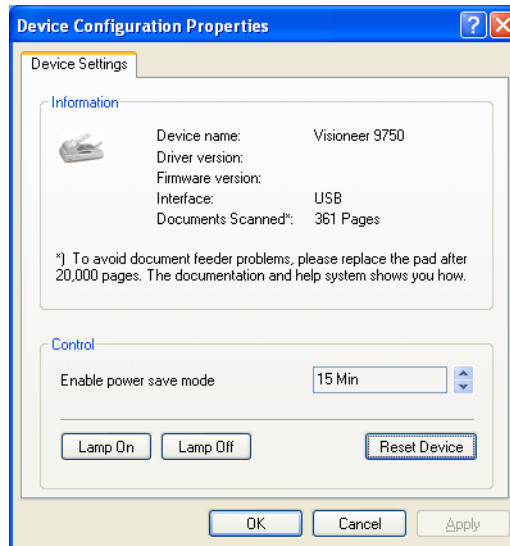 Device Configuration Properties
Device Settings
Information
Device name: Visioneer 9750
Driver version:
Firmware version:
Interface: USB
Documents Scanned*: 361 Pages
*) To avoid document feeder problems, please replace the pad after
20,000 pages. The documentation and help system shows you how.
Control
Enable power save mode 15 Min
Lamp On Lamp Off Reset Device
OK Cancel Apply